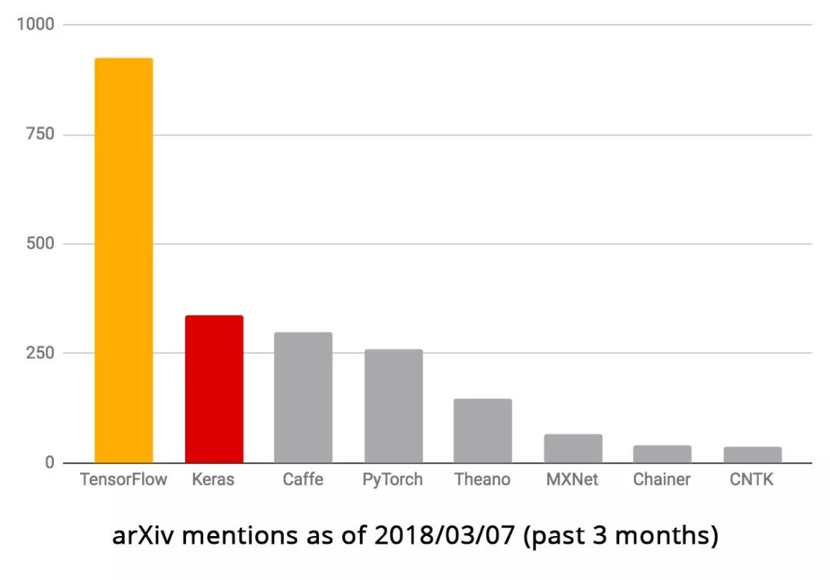 1000
750
500
250
0
TensorFlow Keras Caffe PyTorch Theano MXNet Chainer CNTK
arXiv mentions as of 2018/03/07 (past 3 months)